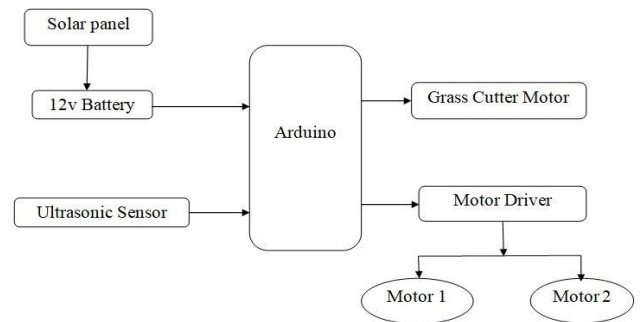 Solar panel
12v Battery
Ultrasonic Sensor
Arduino
Grass Cutter Motor
Motor Driver
Motor 1
Motor 2